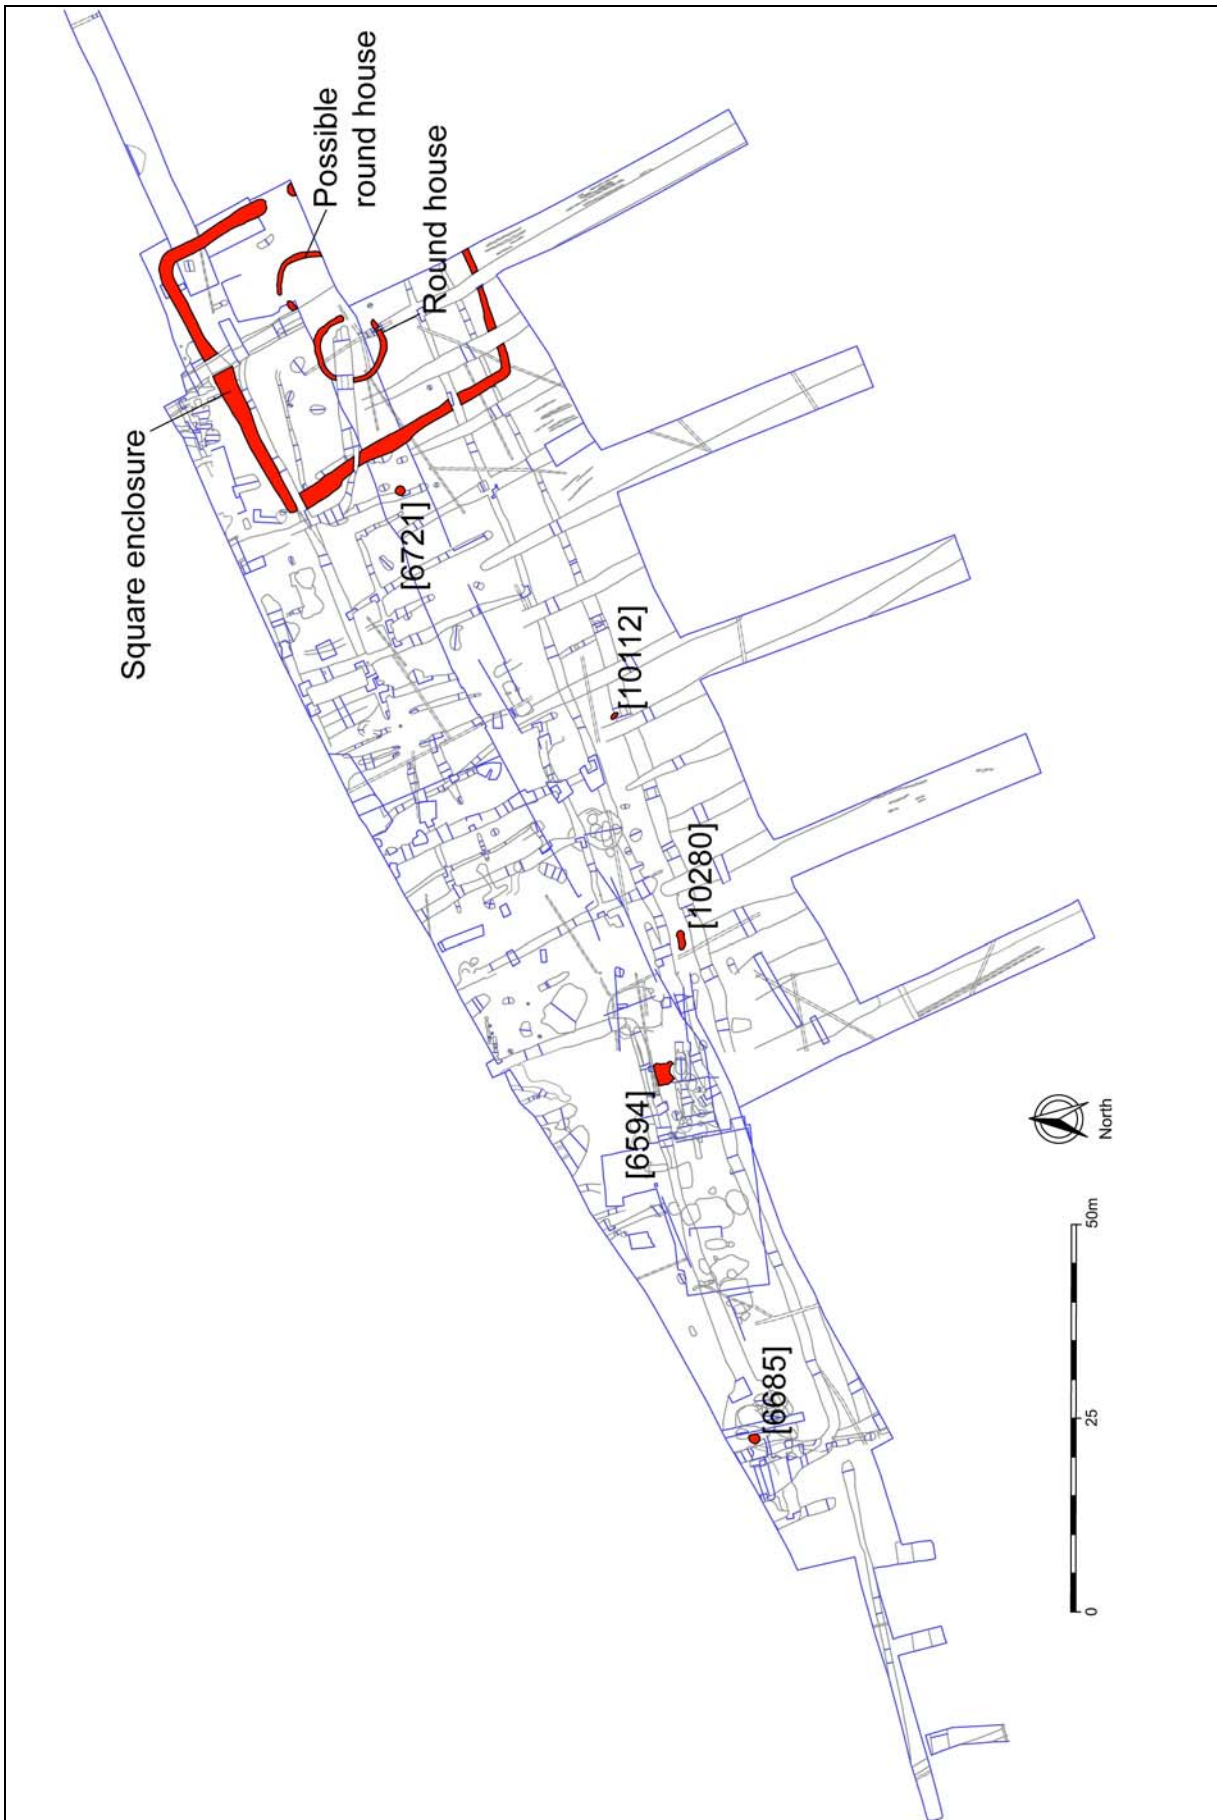 Square enclosure
Possible
round house
Round house
[6721]
[10112]
[10280]
[6594]
[6685]
North
0
25
50m